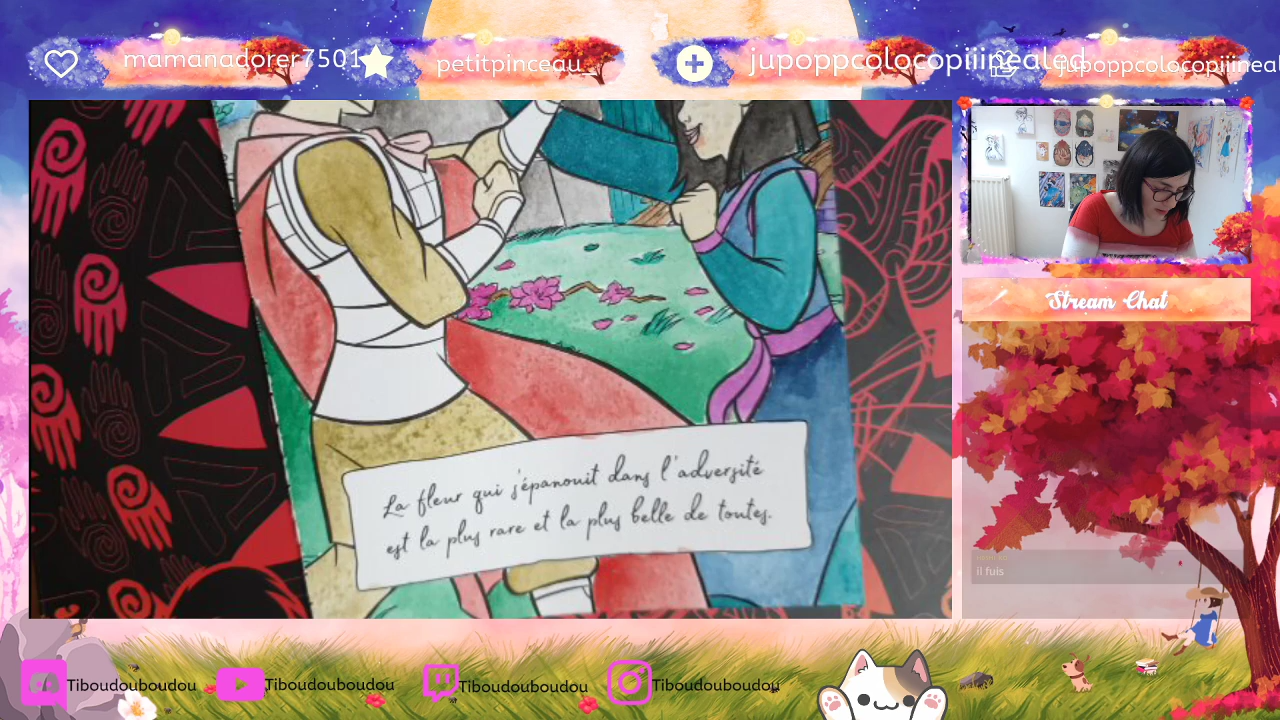 mamanadorer7501
petitpinceau
jupoppcolocopiiinealed
Stream Chat
La fleur qui s'épanouit dans l'adversité
est la plus rare et la plus belle de toutes.
il fuis
Tiboudouboudou
Tiboudouboudou
Tiboudouboudou
Tiboudouboudou